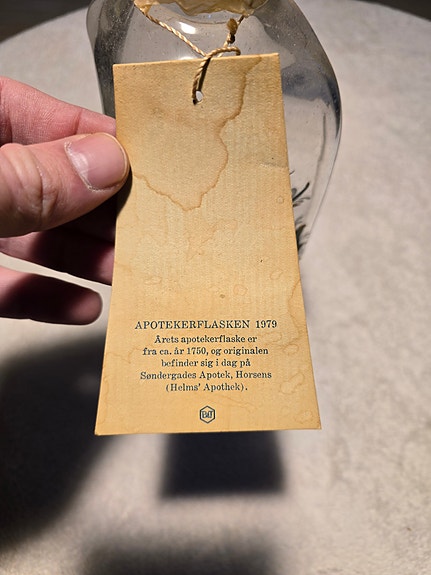 APOTEKERFLASKEN 1979
Årets apotekerflaske er
fra ca. år 1750, og originalen
befinder sig i dag på
Søndergades Apotek, Horsens
(Helms' Apothek).